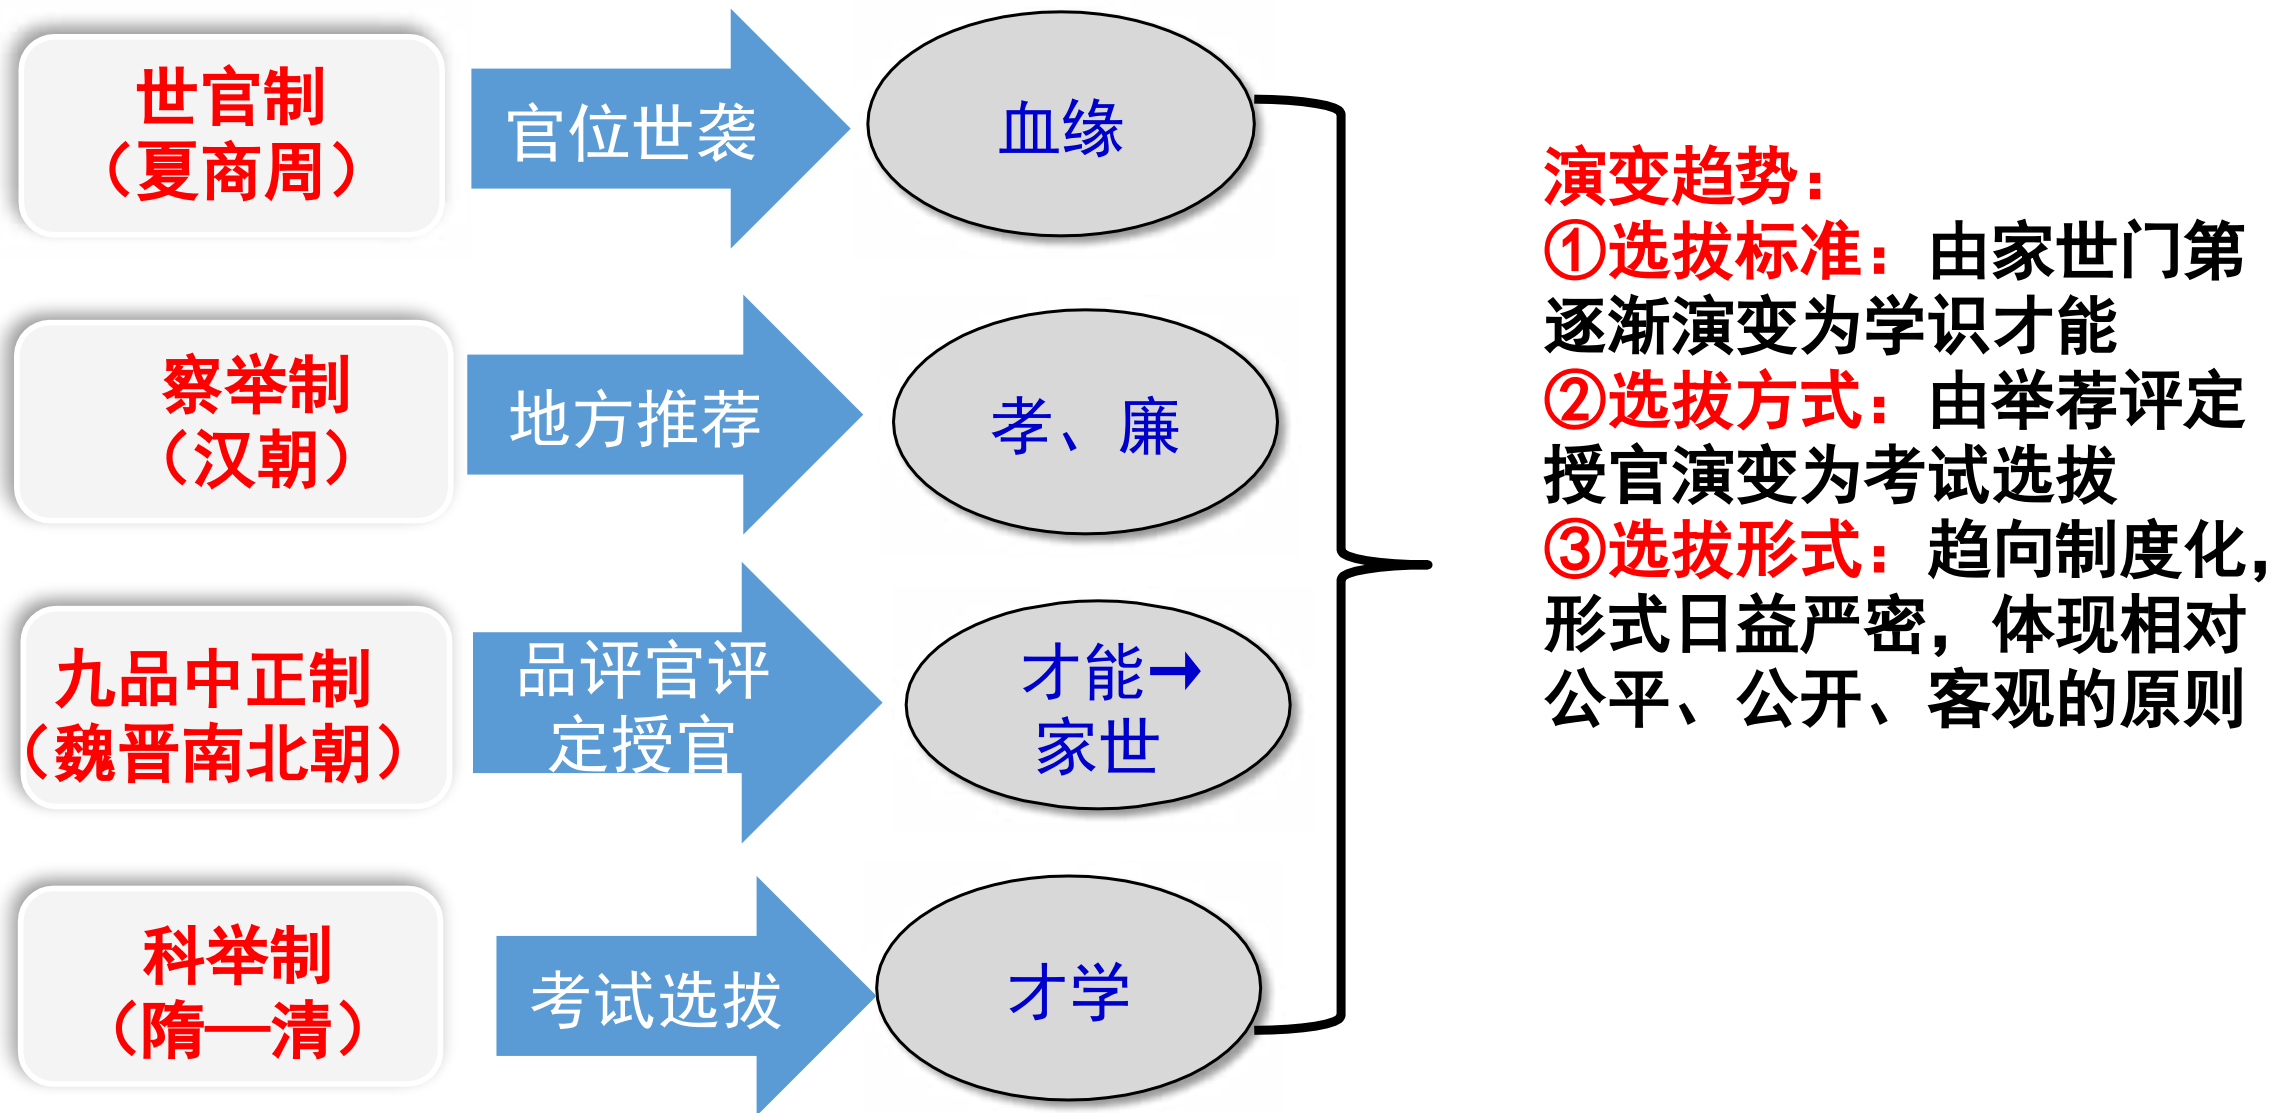 世官制
（夏商周）
官位世袭
血缘
察举制
（汉朝）
地方推荐
孝、廉
九品中正制
（魏晋南北朝）
品评官评
定授官
才能→
家世
科举制
（隋—清）
考试选拔
才学
演变趋势：
①选拔标准：由家世门第
逐渐演变为学识才能
②选拔方式：由举荐评定
授官演变为考试选拔
③选拔形式：趋向制度化，
形式日益严密，体现相对
公平、公开、客观的原则